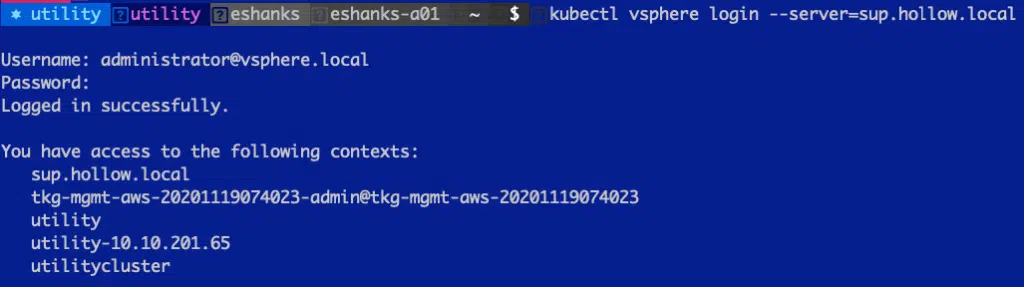 * utility ?utility ?eshanks ?eshanks-a01 ~ $? kubectl vsphere login --server=sup.hollow.local
Username: administrator@vsphere.local
Password:
Logged in successfully.
You have access to the following contexts:
sup.hollow.local
tkg-mgmt-aws-20201119074023-admin@tkg-mgmt-aws-20201119074023
utility
utility-10.10.201.65
utilitycluster